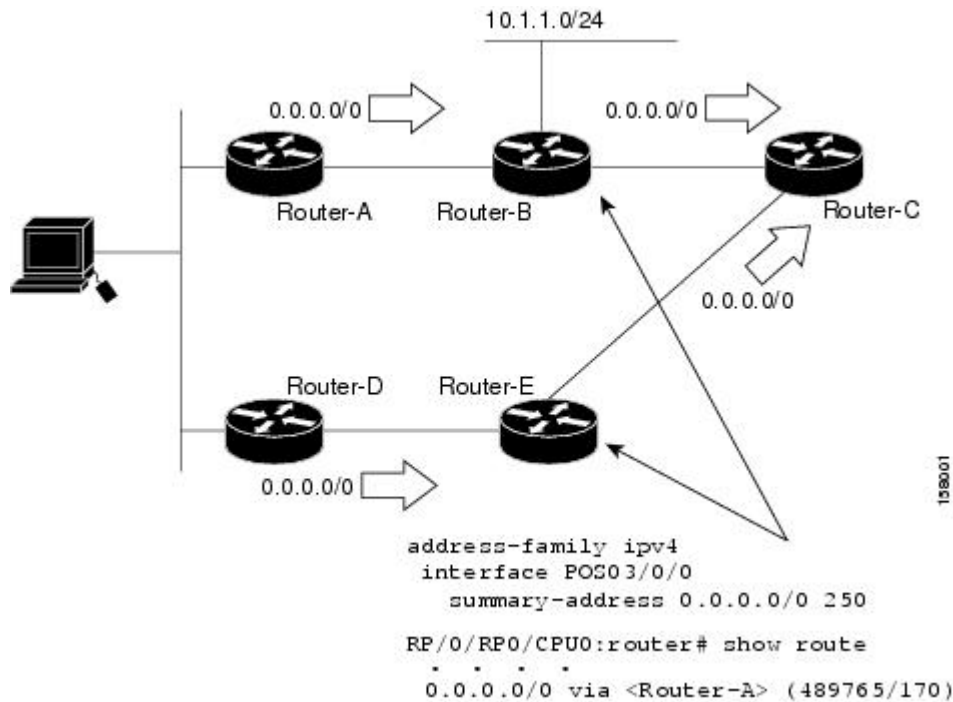 10.1.1.0/24
0.0.0.0/0
0.0.0.0/0
Router-A
Router-B
Router-C
0.0.0.0/0
Router-D
Router-E
0.0.0.0/0
158001
address-family ipv4
interface POS03/0/0
summary-address 0.0.0.0/0 250
RP/0/RP0/CPU0:router# show route
. . . .
0.0.0.0/0 via <Router-A> (489765/170)